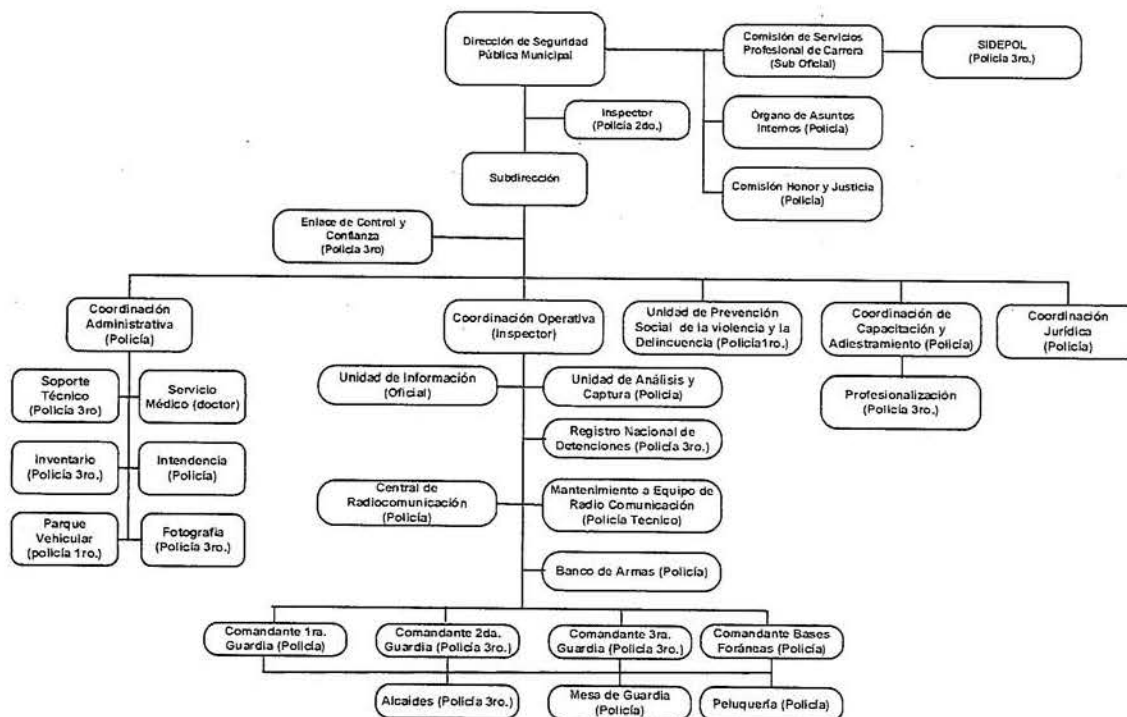 Dirección de Seguridad
Pública Municipal
Comisión de Servicios
Profesional de Carrera
(Sub Oficial)
SIDEPOL
(Policía 3ro.)
Inspector
(Policía 2do.)
Órgano de Asuntos
Internos (Policía)
Subdirección
Comisión Honor y Justicia
(Policía)
Enlace de Control y
Confianza
(Policía 3ro)
Coordinación
Administrativa
(Policía)
Coordinación Operativa
(Inspector)
Unidad de Prevención
Social de la violencia y la
Delincuencia (Policía1ro.)
Coordinación de
Capacitación y
Adiestramiento (Policía)
Coordinación
Jurídica
(Policía)
Soporte
Técnico
(Policía 3ro)
Servicio
Médico (doctor)
Unidad de Información
(Oficial)
Unidad de Análisis y
Captura (Policía)
Profesionalización
(Policía 3ro.)
Inventario
(Policía 3ro.)
Intendencia
(Policía)
Registro Nacional de
Detenciones (Policía 3ro.)
Parque
Vehicular
(policía 1ro.)
Fotografía
(Policía 3ro.)
Central de
Radiocomunicación
(Policía)
Mantenimiento a Equipo de
Radio Comunicación
(Policía Técnico)
Banco de Armas (Policía)
Comandante 1ra.
Guardia (Policía)
Comandante 2da.
Guardia (Policía 3ro.)
Comandante 3ra.
Guardia (Policía 3ro.)
Comandante Bases
Foráneas (Policía)
Alcaides (Policía 3ro.)
Mesa de Guardia
(Policía)
Peluquería (Policía)